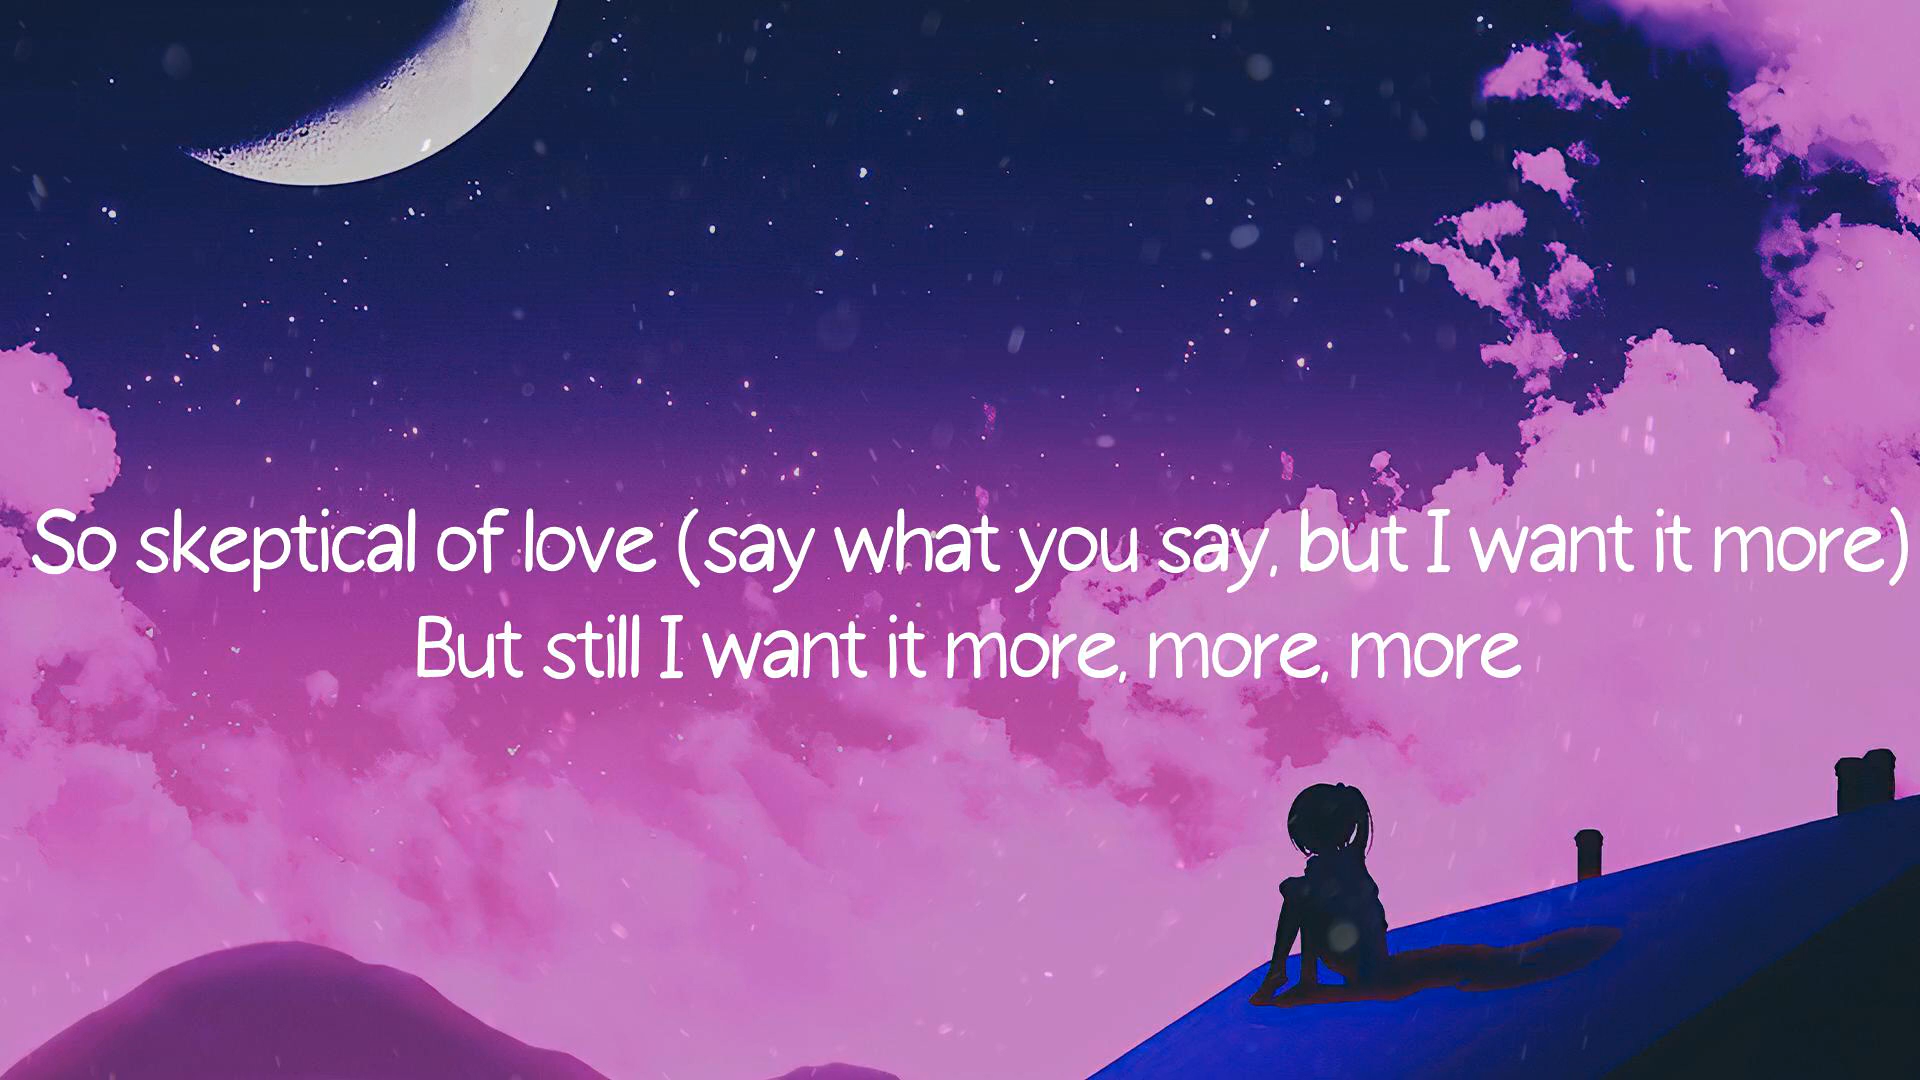 So skeptical of love (say what you say, but I want it more)
But still I want it more, more, more